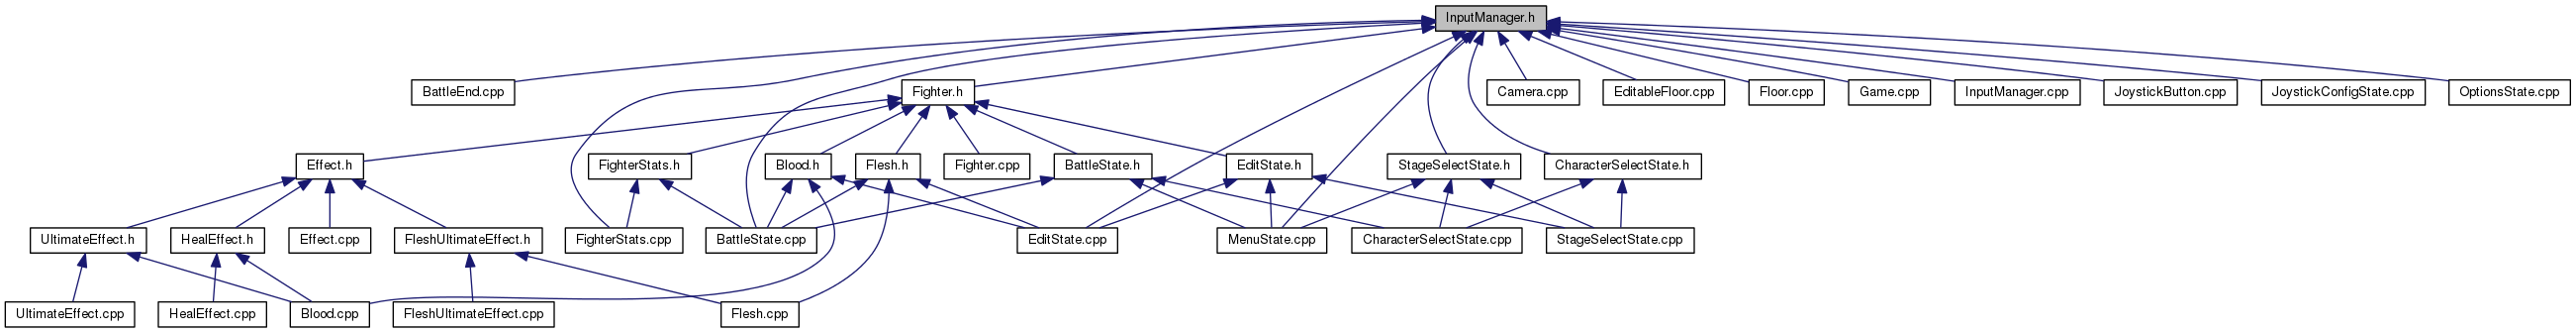 InputManager.h
BattleEnd.cpp
Fighter.h
Camera.cpp
EditableFloor.cpp
Floor.cpp
Game.cpp
InputManager.cpp
JoystickButton.cpp
JoystickConfigState.cpp
OptionsState.cpp
Effect.h
FighterStats.h
Blood.h
Flesh.h
Fighter.cpp
BattleState.h
EditState.h
StageSelectState.h
CharacterSelectState.h
UltimateEffect.h
HealEffect.h
Effect.cpp
FleshUltimateEffect.h
FighterStats.cpp
BattleState.cpp
EditState.cpp
MenuState.cpp
CharacterSelectState.cpp
StageSelectState.cpp
UltimateEffect.cpp
HealEffect.cpp
Blood.cpp
FleshUltimateEffect.cpp
Flesh.cpp